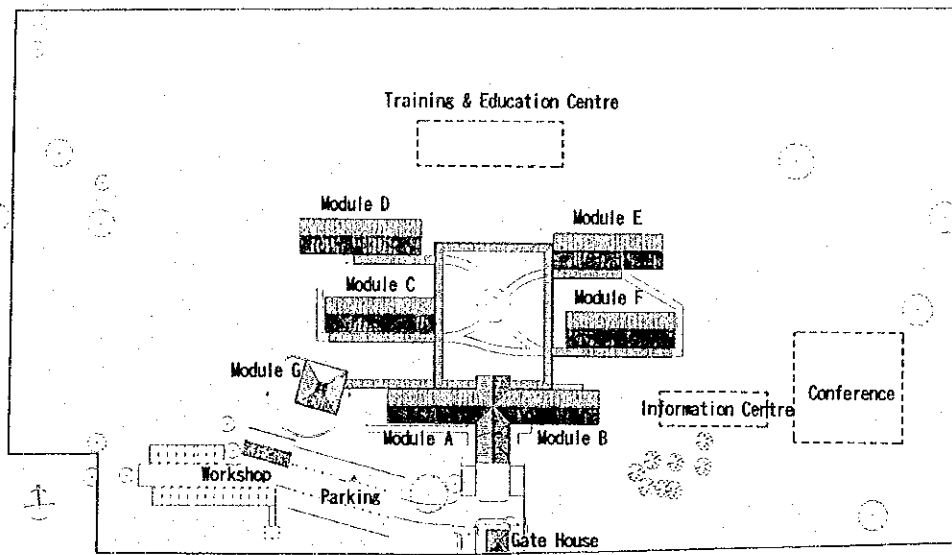 Training & Education Centre
Module D
Module E
Module C
Module F
Module G
Information Centre
Conference
Module A
Module B
Workshop
Parking
Gate House